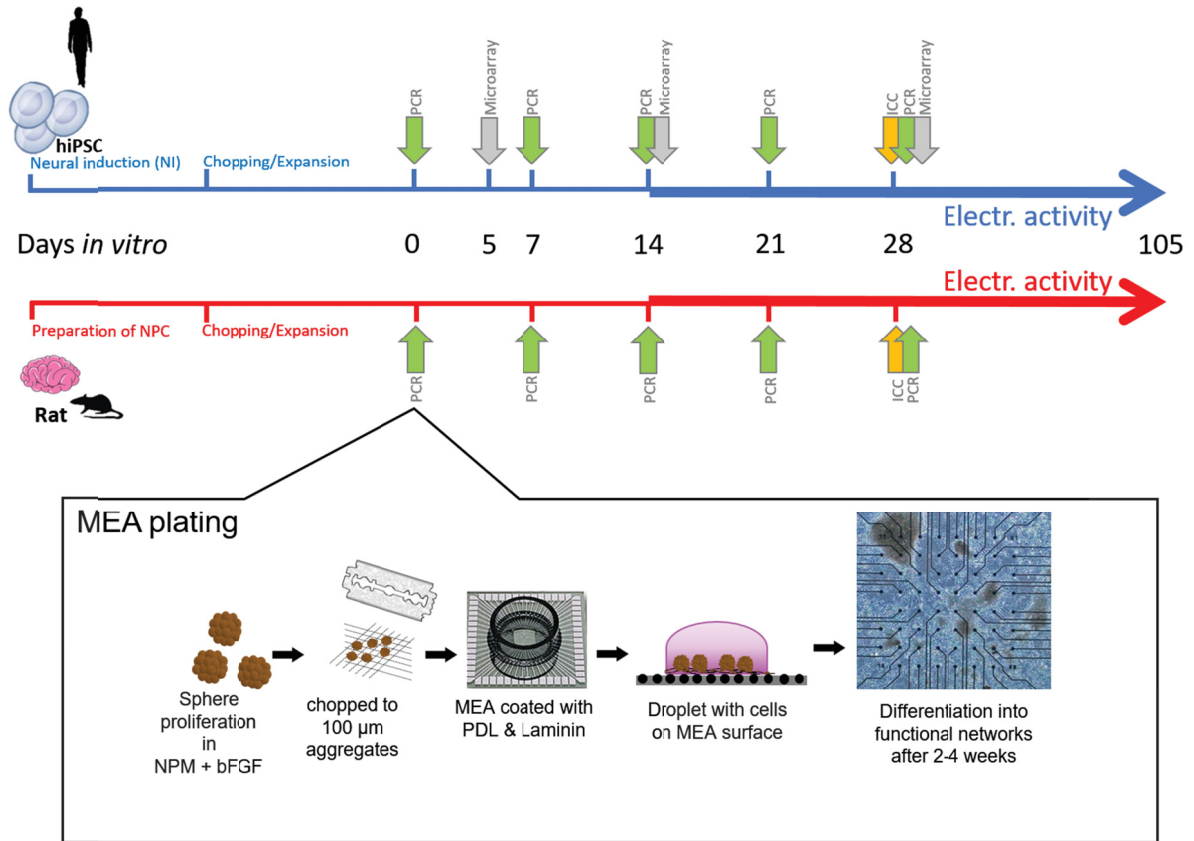 PCR
Microarray
PCR
PCR
Microarray
PCR
ICC
PCR
Microarray
hiPSC
Neural induction (NI)
Chopping/Expansion
Electr. activity
Days in vitro
0
5
7
14
21
28
105
Electr. activity
Preparation of NPC
Chopping/Expansion
Rat
PCR
PCR
PCR
PCR
ICC
PCR
MEA plating
Sphere
proliferation
in
NPM + bFGF
chopped to
100 µm
aggregates
MEA coated with
PDL & Laminin
Droplet with cells
on MEA surface
Differentiation into
functional networks
after 2-4 weeks